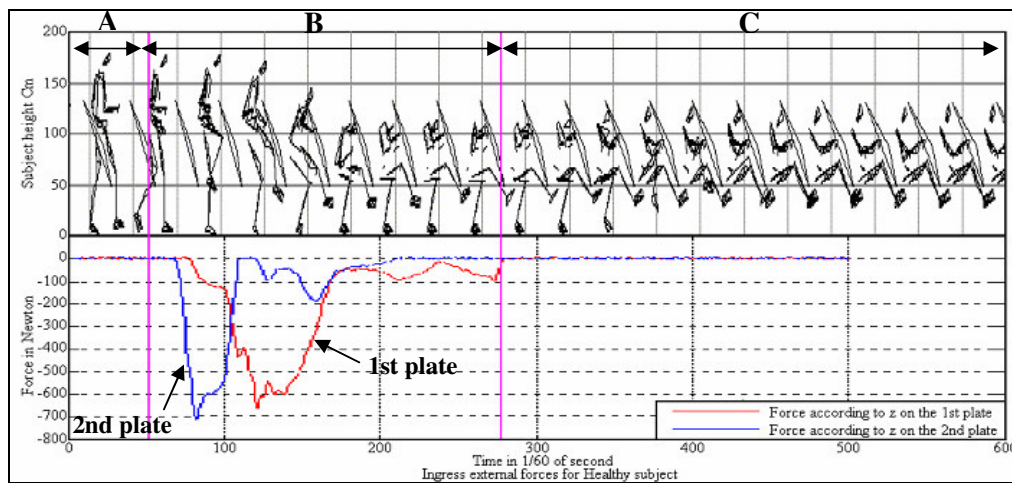 A B C
200
150
100
50
0
Subject height Cm
0
-100
-200
-300
-400
-500
-600
-700
-800
Force in Newton
1st plate
2nd plate
Force according to z on the 1st plate
Force according to z on the 2nd plate
0 100 200 300 400 500 600
Time in 1/60 of second
Ingress external forces for Healthy subject